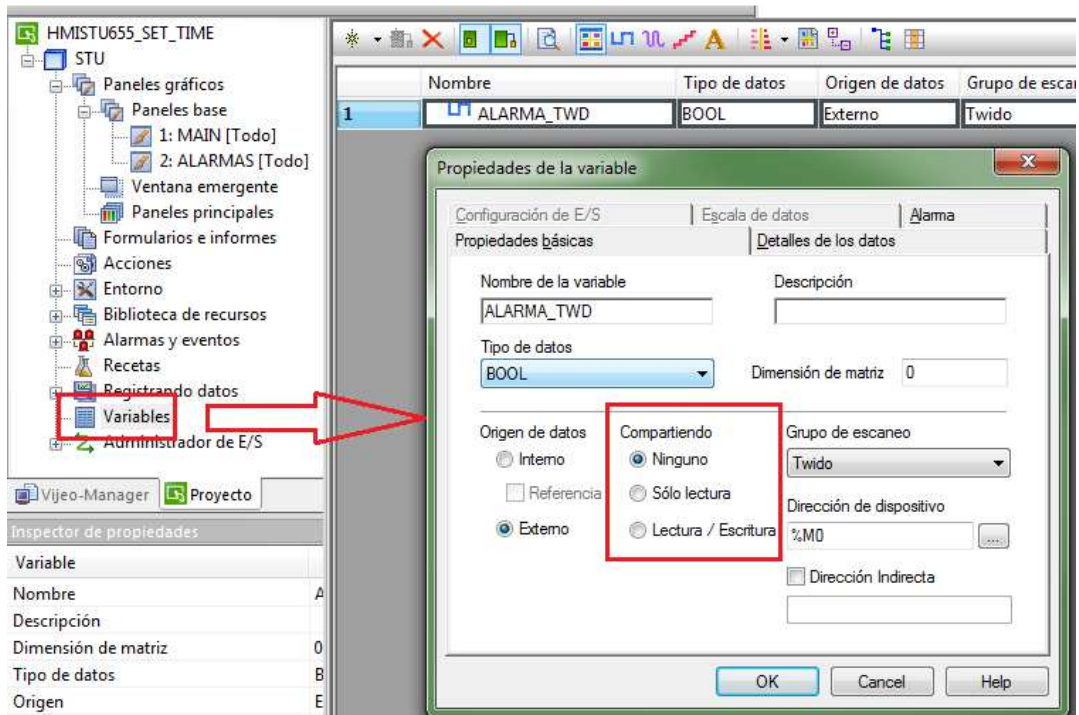 HMISTU655_SET_TIME
STU
Paneles gráficos
Paneles base
1: MAIN [Todo]
2: ALARMAS [Todo]
Ventana emergente
Paneles principales
Formularios e informes
Acciones
Entorno
Biblioteca de recursos
Alarmas y eventos
Recetas
Registrando datos
Variables
Administrador de E/S
Vijeo-Manager Proyecto
Inspector de propiedades
Variable
Nombre A
Descripción
Dimensión de matriz 0
Tipo de datos B
Origen E
Nombre Tipo de datos Origen de datos Grupo de escar
1 ALARMA_TWD BOOL Externo Twido
Propiedades de la variable
Configuración de E/S Escala de datos Alarma
Propiedades básicas Detalles de los datos
Nombre de la variable Descripción
ALARMA_TWD
Tipo de datos
BOOL Dimensión de matriz 0
Origen de datos Compartiendo Grupo de escaneo
Interno Ninguno Twido
Referencia Sólo lectura Dirección de dispositivo
Externo Lectura / Escritura %M0 ...
Dirección Indirecta
OK Cancel Help